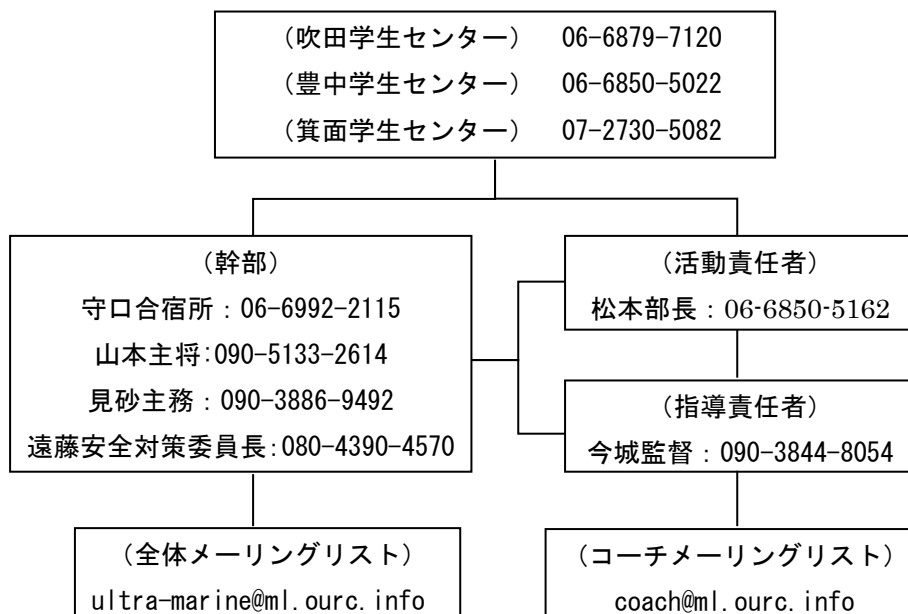 （吹田学生センター）　06-6879-7120
（豊中学生センター）　06-6850-5022
（箕面学生センター）　07-2730-5082
（幹部）
守口合宿所：06-6992-2115
山本主将:090-5133-2614
見砂主務：090-3886-9492
遠藤安全対策委員長:080-4390-4570
（活動責任者）
松本部長：06-6850-5162
（指導責任者）
今城監督：090-3844-8054
（全体メーリングリスト）
ultra-marine@ml.ourc.info
（コーチメーリングリスト）
coach@ml.ourc.info